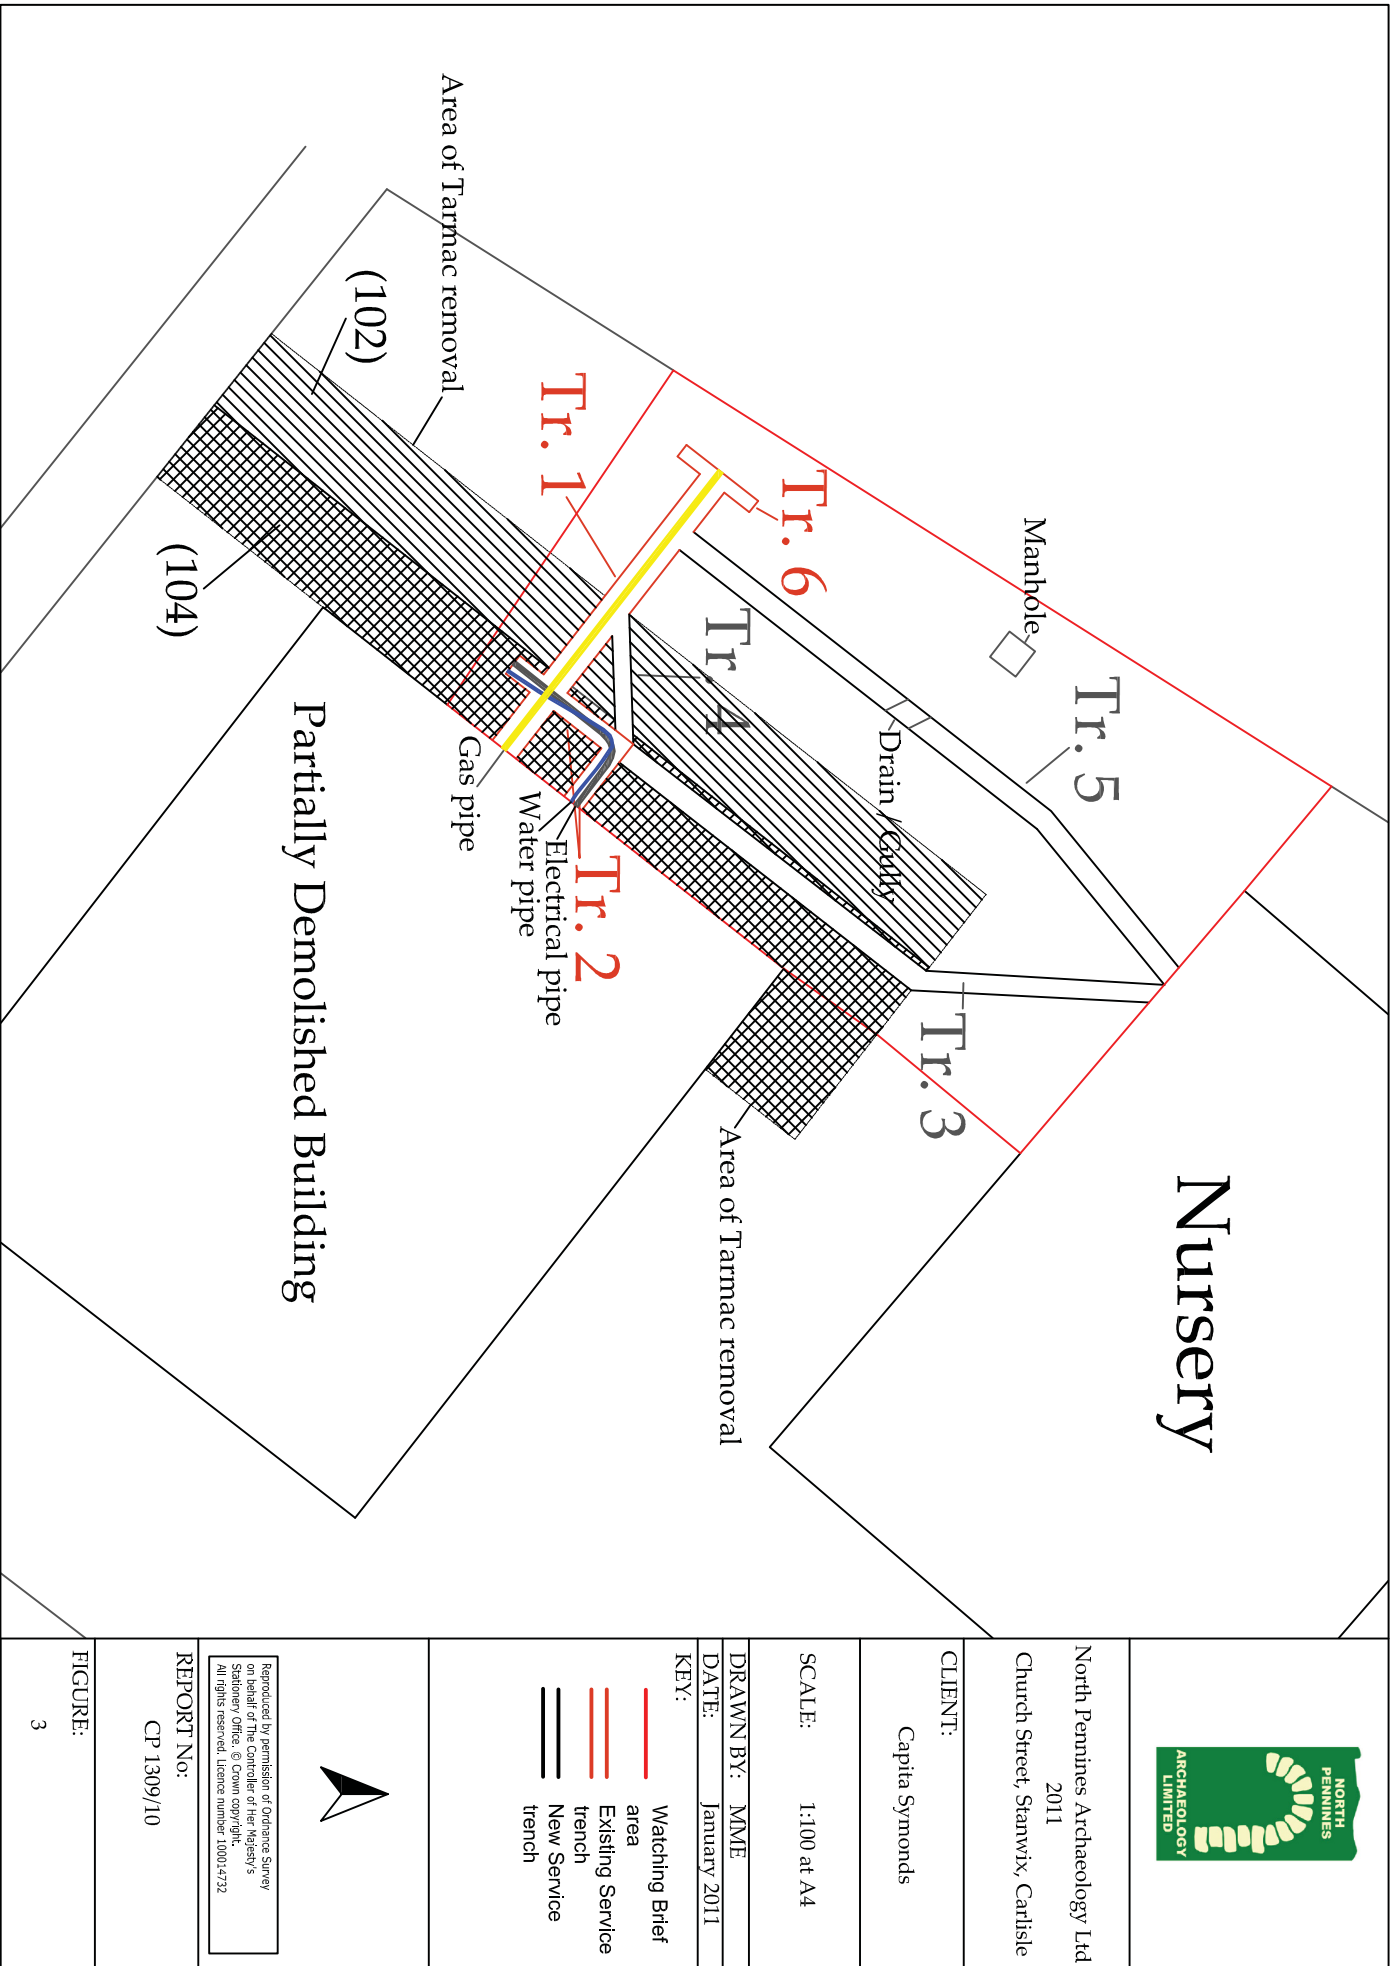 Nursery
Tr. 5
Manhole
Tr. 3
Drain / Gully
Tr. 6
Tr. 4
Area of Tarmac removal
Tr. 2
Tr. 1
Electrical pipe
Water pipe
Gas pipe
Area of Tarmac removal
(102)
Partially Demolished Building
(104)
NORTH
PENNINES
ARCHAEOLOGY
LIMITED
North Pennines Archaeology Ltd
2011
Church Street, Stanwix, Carlisle
CLIENT:
Capita Symonds
SCALE: 1:100 at A4
DRAWN BY: MME
DATE: January 2011
KEY:
Watching Brief
area
Existing Service
trench
New Service
trench
Reproduced by permission of Ordnance Survey
on behalf of The Controller of Her Majesty's
Stationery Office. © Crown copyright.
All rights reserved. Licence number 100014732
REPORT No:
CP 1309/10
FIGURE:
3